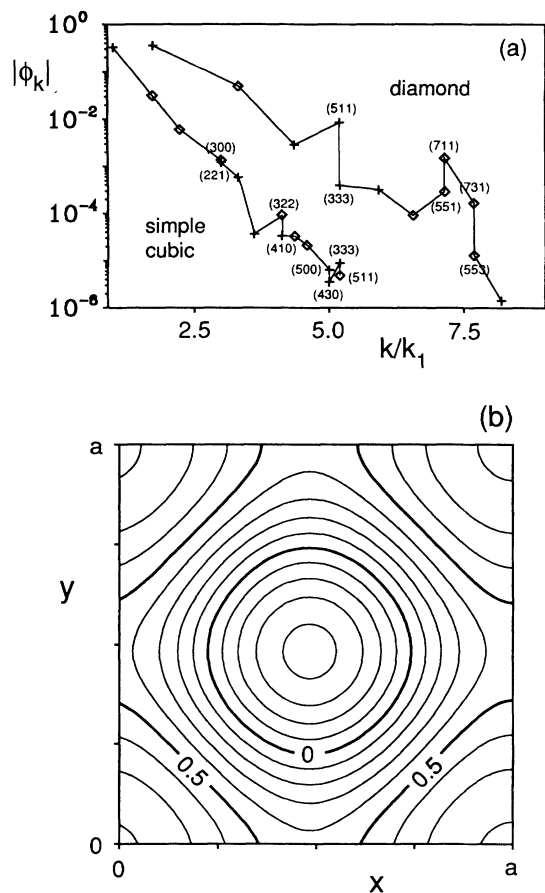 10⁰
(a)
|ϕₖ|
diamond
10⁻²
(511)
(300)
(711)
(221)
(333)
(731)
10⁻⁴
(322)
(551)
simple
cubic
(410)
(333)
(500)
(511)
(553)
(430)
10⁻⁶
2.5 5.0 7.5
k/k₁
(b)
a
y
0
0.5 0.5
0
0 a
x